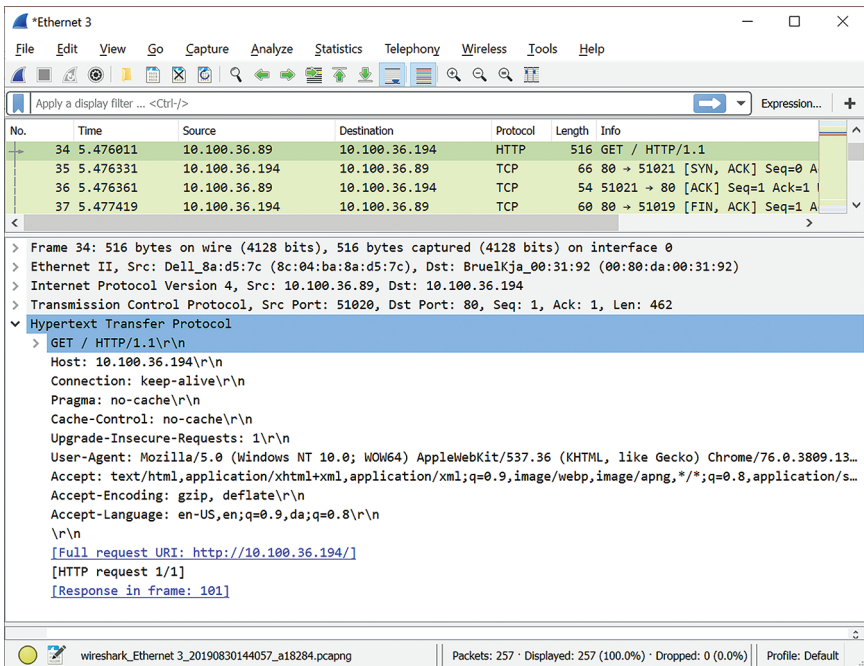 *Ethernet 3
File Edit View Go Capture Analyze Statistics Telephony Wireless Tools Help
Apply a display filter ... <Ctrl-/> Expression... +
No. Time Source Destination Protocol Length Info
34 5.476011 10.100.36.89 10.100.36.194 HTTP 516 GET / HTTP/1.1
35 5.476331 10.100.36.194 10.100.36.89 TCP 66 80 → 51021 [SYN, ACK] Seq=0 A
36 5.476361 10.100.36.89 10.100.36.194 TCP 54 51021 → 80 [ACK] Seq=1 Ack=1
37 5.477419 10.100.36.194 10.100.36.89 TCP 60 80 → 51019 [FIN, ACK] Seq=1 A
Frame 34: 516 bytes on wire (4128 bits), 516 bytes captured (4128 bits) on interface 0
Ethernet II, Src: Dell_8a:d5:7c (8c:04:ba:8a:d5:7c), Dst: BruelKja_00:31:92 (00:80:da:00:31:92)
Internet Protocol Version 4, Src: 10.100.36.89, Dst: 10.100.36.194
Transmission Control Protocol, Src Port: 51020, Dst Port: 80, Seq: 1, Ack: 1, Len: 462
Hypertext Transfer Protocol
GET / HTTP/1.1\r\n
Host: 10.100.36.194\r\n
Connection: keep-alive\r\n
Pragma: no-cache\r\n
Cache-Control: no-cache\r\n
Upgrade-Insecure-Requests: 1\r\n
User-Agent: Mozilla/5.0 (Windows NT 10.0; WOW64) AppleWebKit/537.36 (KHTML, like Gecko) Chrome/76.0.3809.13…
Accept: text/html,application/xhtml+xml,application/xml;q=0.9,image/webp,image/apng,*/*;q=0.8,application/s…
Accept-Encoding: gzip, deflate\r\n
Accept-Language: en-US,en;q=0.9,da;q=0.8\r\n
\r\n
[Full request URI: http://10.100.36.194/]
[HTTP request 1/1]
[Response in frame: 101]
wireshark_Ethernet 3_20190830144057_a18284.pcapng Packets: 257 · Displayed: 257 (100.0%) · Dropped: 0 (0.0%) Profile: Default